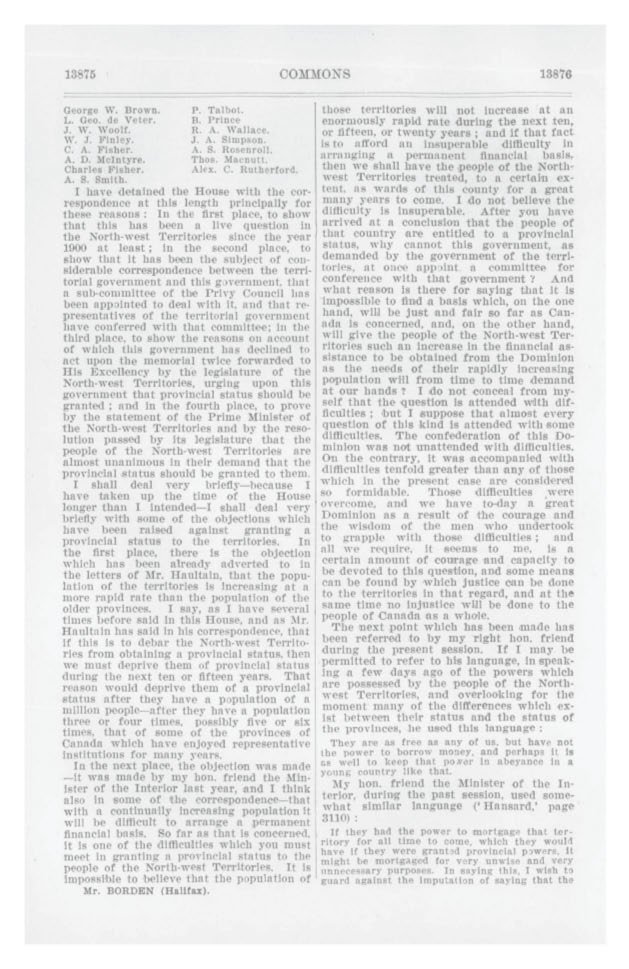 13875 COMMONS 13876
George W. Brown. P. Talbot.
L. Geo. de Veter. B. Prince
J. W. Woolf. R. A. Wallace.
W. J. Finley. J. A. Simpson.
C. A. Fisher. A. S. Rosenroll.
A. D. McIntyre. Thos. Macnutt.
Charles Fisher. Alex. C. Rutherford.
A. S. Smith.
I have detained the House with the cor-
respondence at this length principally for
these reasons : In the first place, to show
that this has been a live question in
the North-west Territories since the year
1900 at least ; in the second place, to
show that it has been the subject of con-
siderable correspondence between the terri-
torial government and this government, that
a sub-committee of the Privy Council has
been appointed to deal with it, and that re-
presentatives of the territorial government
have conferred with that committee; in the
third place, to show the reasons on account
of which this government has declined to
act upon the memorial twice forwarded to
His Excellency by the legislature of the
North-west Territories, urging upon this
government that provincial status should be
granted ; and in the fourth place, to prove
by the statement of the Prime Minister of
the North-west Territories and by the reso-
lution passed by its legislature that the
people of the North-west Territories are
almost unanimous in their demand that the
provincial status should be granted to them.
I shall deal very briefly—because I
have taken up the time of the House
longer than I intended—I shall deal very
briefly with some of the objections which
have been raised against granting a
provincial status to the territories. In
the first place, there is the objection
which has been already adverted to in
the letters of Mr. Haultain, that the popu-
lation of the territories is increasing at a
more rapid rate than the population of the
older provinces. I say, as I have several
times before said in this House, and as Mr.
Haultain has said in his correspondence, that
if this is to debar the North-west Territo-
ries from obtaining a provincial status, then
we must deprive them of provincial status
during the next ten or fifteen years. That
reason would deprive them of a provincial
status after they have a population of a
million people—after they have a population
three or four times, possibly five or six
times, that of some of the provinces of
Canada which have enjoyed representative
institutions for many years.
In the next place, the objection was made
—it was made by my hon. friend the Min-
ister of the Interior last year, and I think
also in some of the correspondence—that
with a continually increasing population it
will be difficult to arrange a permanent
financial basis. So far as that is concerned,
it is one of the difficulties which you must
meet in granting a provincial status to the
people of the North-west Territories. It is
impossible to believe that the population of
Mr. BORDEN (Halifax).
those territories will not increase at an
enormously rapid rate during the next ten,
or fifteen, or twenty years ; and if that fact
is to afford an insuperable difficulty in
arranging a permanent financial basis,
then we shall have the people of the North-
west Territories treated, to a certain ex-
tent, as wards of this county for a great
many years to come. I do not believe the
difficulty is insuperable. After you have
arrived at a conclusion that the people of
that country are entitled to a provincial
status, why cannot this government, as
demanded by the government of the terri-
tories, at once appoint a committee for
conference with that government ? And
what reason is there for saying that it is
impossible to find a basis which, on the one
hand, will be just and fair so far as Can-
ada is concerned, and, on the other hand,
will give the people of the North-west Ter-
ritories such an increase in the financial as-
sistance to be obtained from the Dominion
as the needs of their rapidly increasing
population will from time to time demand
at our hands ? I do not conceal from my-
self that the question is attended with dif-
ficulties ; but I suppose that almost every
question of this kind is attended with some
difficulties. The confederation of this Do-
minion was not unattended with difficulties.
On the contrary, it was accompanied with
difficulties tenfold greater than any of those
which in the present case are considered
so formidable. Those difficulties were
overcome, and we have to-day a great
Dominion as a result of the courage and
the wisdom of the men who undertook
to grapple with those difficulties ; and
all we require, it seems to me, is a
certain amount of courage and capacity to
be devoted to this question, and some means
can be found by which justice can be done
to the territories in that regard, and at the
same time no injustice will be done to the
people of Canada as a whole.
The next point which has been made has
been referred to by my right hon. friend
during the present session. If I may be
permitted to refer to his language, in speak-
ing a few days ago of the powers which
are possessed by the people of the North-
west Territories, and overlooking for the
moment many of the differences which ex-
ist between their status and the status of
the provinces, he used this language :
They are as free as any of us, but have not
the power to borrow money, and perhaps it is
as well to keep that power in abeyance in a
young country like that.
My hon. friend the Minister of the In-
terior, during the past session, used some-
what similar language ('Hansard,' page
3110) :
If they had the power to mortgage that ter-
ritory for all time to come, which they would
have if they were granted provincial powers, it
might be mortgaged for very unwise and very
unnecessary purposes. In saying this, I wish to
guard against the imputation of saying that the